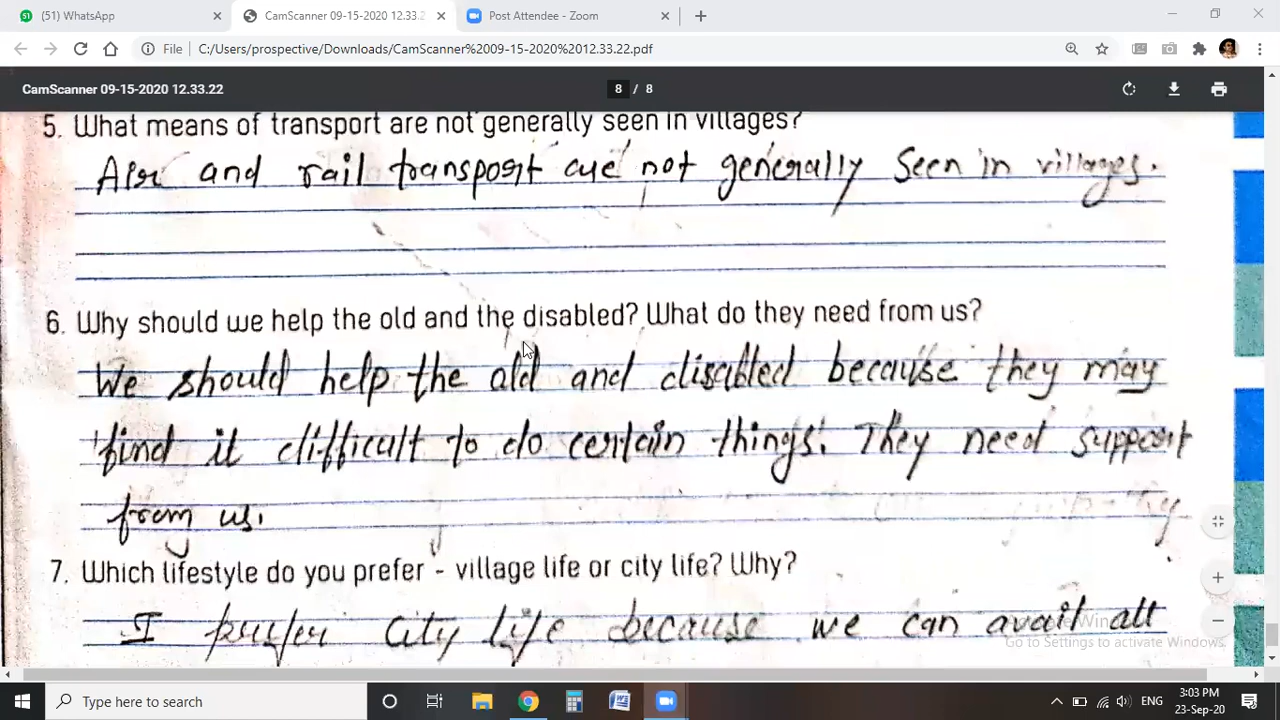 (51) WhatsApp
CamScanner 09-15-2020 12.33.2
Post Attendee - Zoom
File
C:/Users/prospective/Downloads/CamScanner%2009-15-2020%2012.33.22.pdf
CamScanner 09-15-2020 12.33.22
8 / 8
5. What means of transport are not generally seen in villages?
Air and rail transport are not generally seen in villages.
6. Why should we help the old and the disabled? What do they need from us?
We should help the old and disabled because they may
find it difficult to do certain things. They need support
from us.
7. Which lifestyle do you prefer - village life or city life? Why?
I prefer city life because we can avail all
Activate Windows
Go to Settings to activate Windows.
Type here to search
ENG
3:03 PM
23-Sep-20